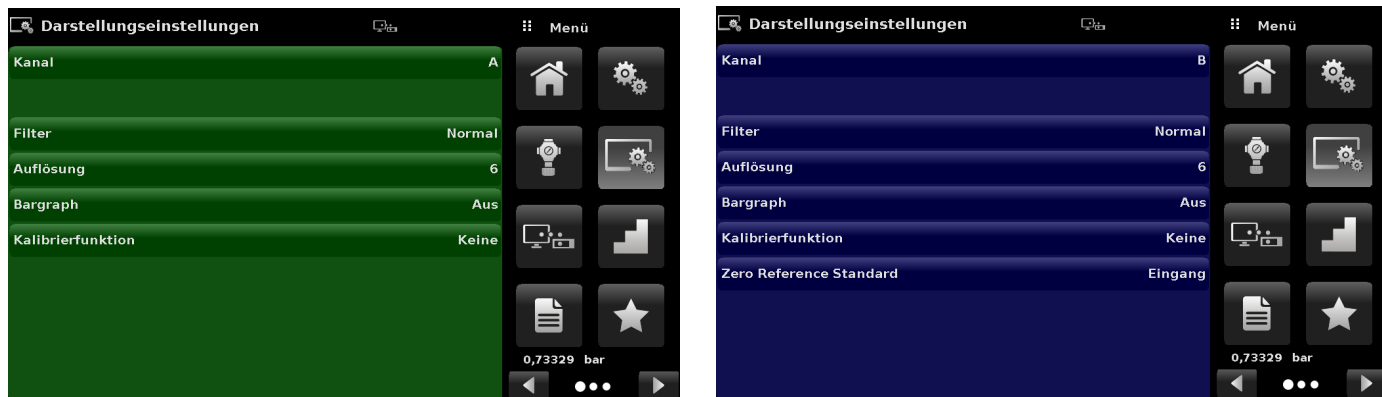 Darstellungseinstellungen
Menü
Kanal A
Filter Normal
Auflösung 6
Bargraph Aus
Kalibrierfunktion Keine
0,73329 bar
Darstellungseinstellungen
Menü
Kanal B
Filter Normal
Auflösung 6
Bargraph Aus
Kalibrierfunktion Keine
Zero Reference Standard Eingang
0,73329 bar